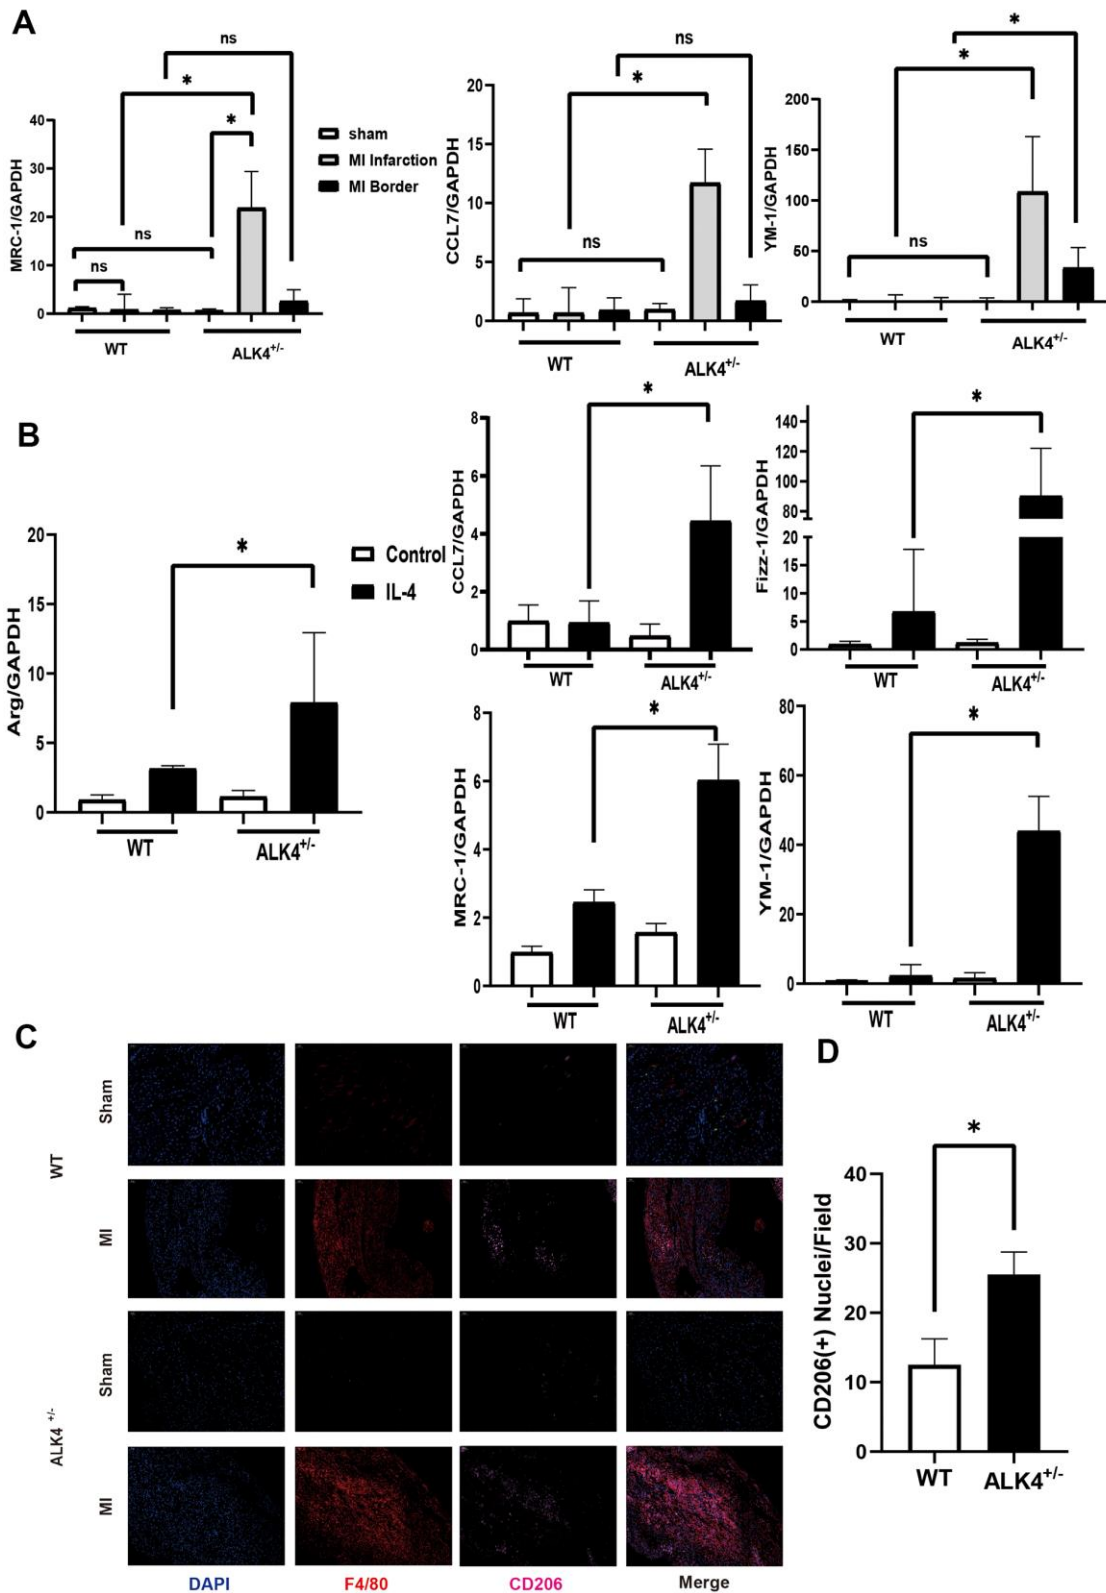 A
ns
*
*
ns
ns
MRC-1/GAPDH
40
30
20
10
0
WT
ALK4+/-
sham
MI Infarction
MI Border
ns
*
ns
CCL7/GAPDH
20
15
10
5
0
WT
ALK4+/-
*
*
ns
YM-1/GAPDH
200
150
100
50
0
WT
ALK4+/-
B
*
Arg/GAPDH
20
15
10
5
0
WT
ALK4+/-
Control
IL-4
*
CCL7/GAPDH
8
6
4
2
0
WT
ALK4+/-
*
Fizz-1/GAPDH
140
120
100
80
20
15
10
5
0
WT
ALK4+/-
*
MRC-1/GAPDH
8
6
4
2
0
WT
ALK4+/-
*
YM-1/GAPDH
80
60
40
20
0
WT
ALK4+/-
C
WT
Sham
MI
ALK4 +/-
Sham
MI
DAPI
F4/80
CD206
Merge
D
*
CD206(+) Nuclei/Field
40
30
20
10
0
WT
ALK4+/-